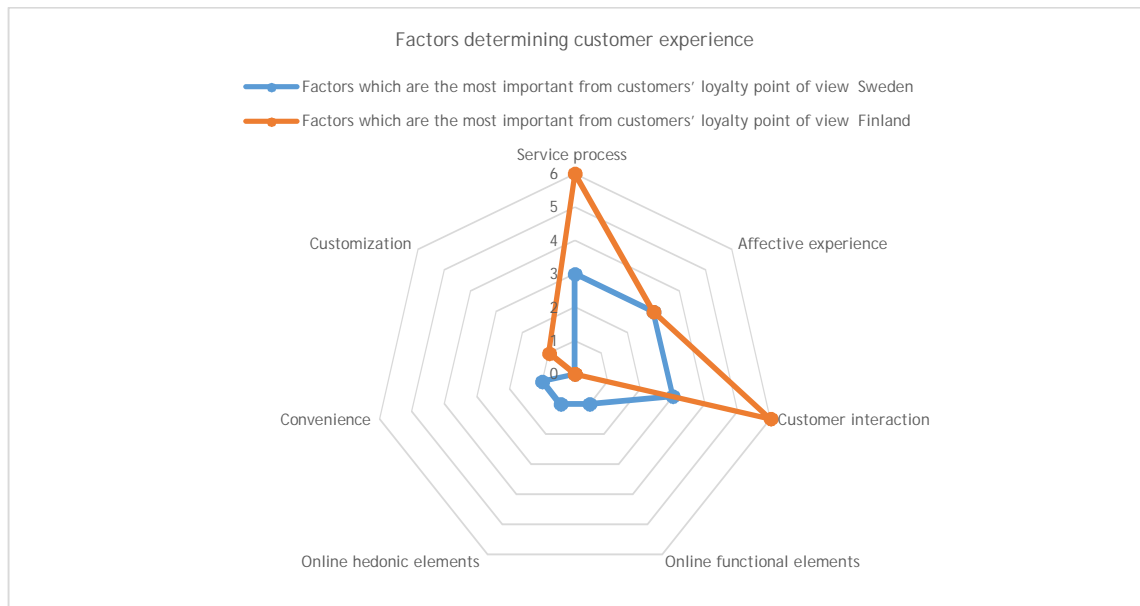 Factors determining customer experience
Factors which are the most important from customers' loyalty point of view Sweden
Factors which are the most important from customers' loyalty point of view Finland
Service process
6
5
4
3
2
1
0
Customization
Affective experience
Convenience
Customer interaction
Online hedonic elements
Online functional elements